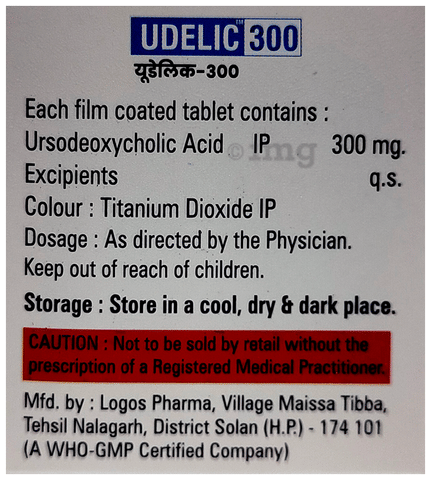 UDELIC™ 300
यूडेलिक-300
Each film coated tablet contains :
Ursodeoxycholic Acid IP 300 mg.
Excipients q.s.
Colour : Titanium Dioxide IP
Dosage : As directed by the Physician.
Keep out of reach of children.
Storage : Store in a cool, dry & dark place.
CAUTION : Not to be sold by retail without the
prescription of a Registered Medical Practitioner.
Mfd. by : Logos Pharma, Village Maissa Tibba,
Tehsil Nalagarh, District Solan (H.P.) - 174 101
(A WHO-GMP Certified Company)